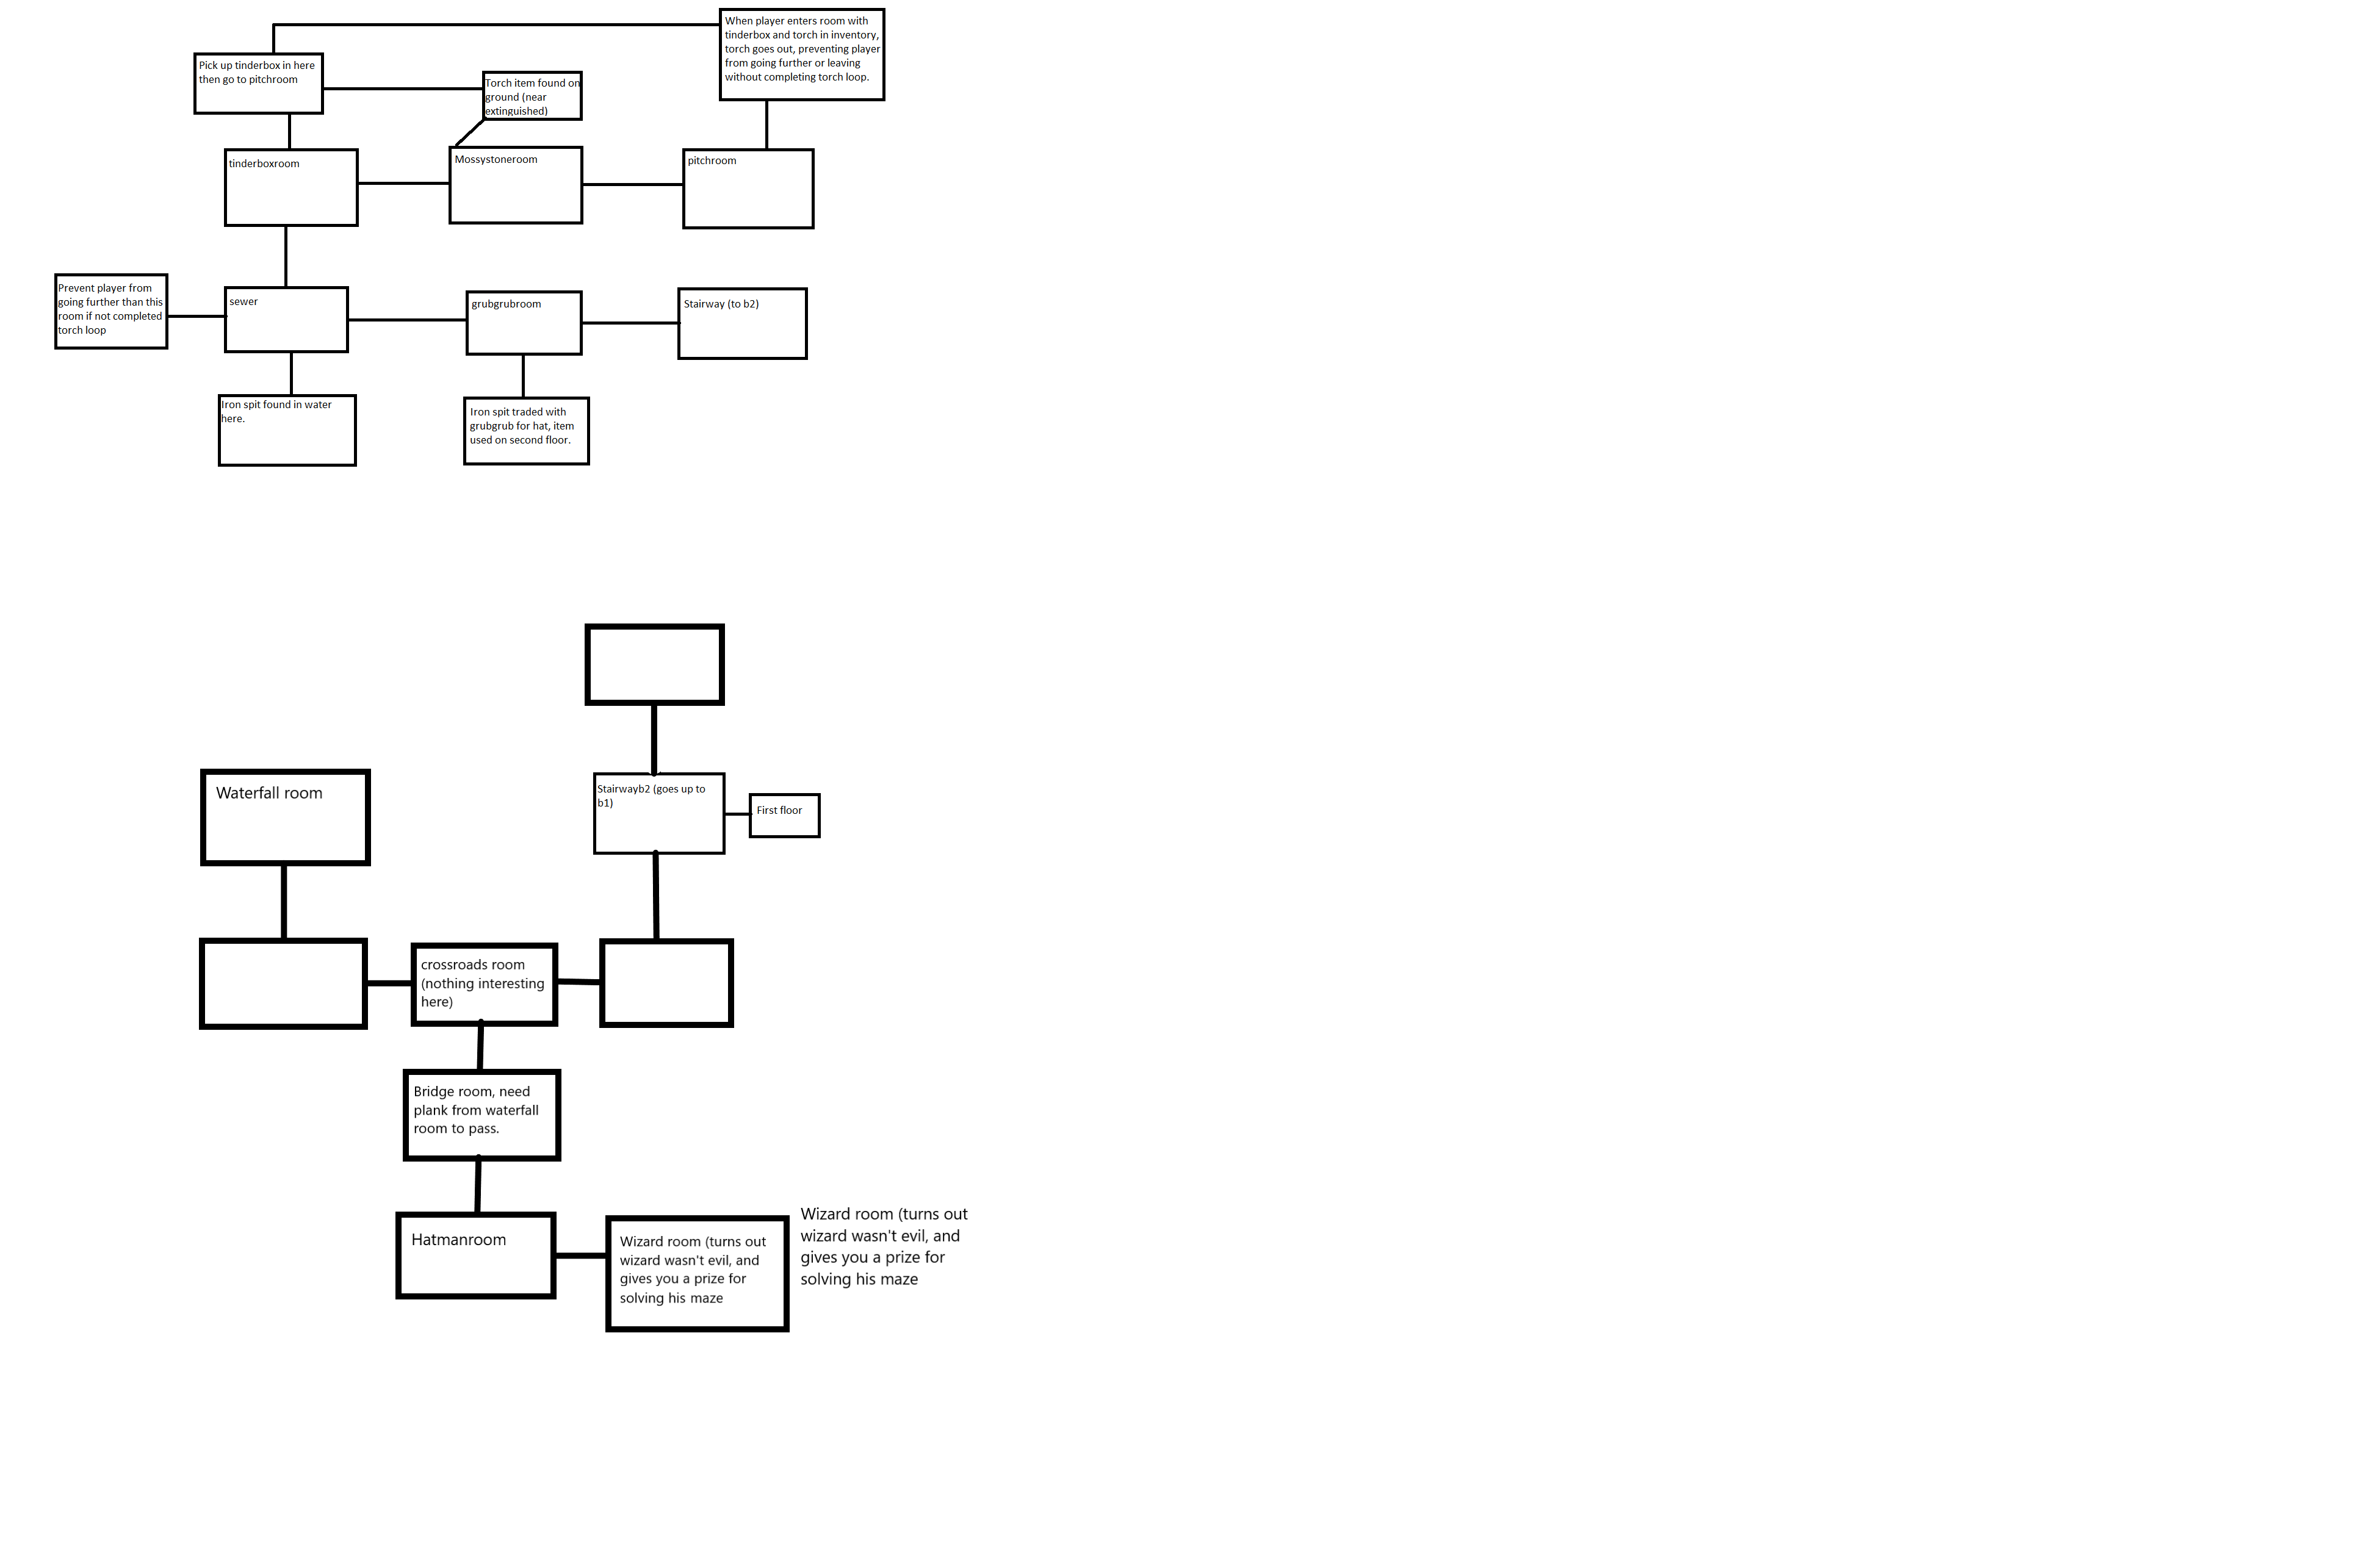 When player enters room with
tinderbox and torch in inventory,
torch goes out, preventing player
from going further or leaving
without completing torch loop.
Pick up tinderbox in here
then go to pitchroom
Torch item found on
ground (near
extinguished)
tinderboxroom
Mossystoneroom
pitchroom
Prevent player from
going further than this
room if not completed
torch loop
sewer
grubgrubroom
Stairway (to b2)
Iron spit found in water
here.
Iron spit traded with
grubgrub for hat, item
used on second floor.
Waterfall room
Stairwayb2 (goes up to
b1)
First floor
crossroads room
(nothing interesting
here)
Bridge room, need
plank from waterfall
room to pass.
Hatmanroom
Wizard room (turns out
wizard wasn't evil, and
gives you a prize for
solving his maze
Wizard room (turns out
wizard wasn't evil, and
gives you a prize for
solving his maze